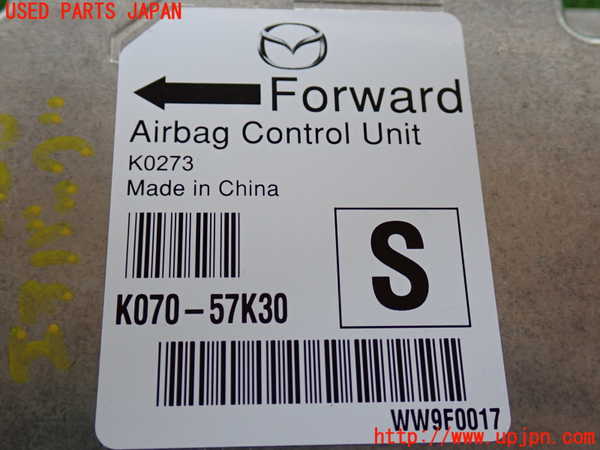 USED PARTS JAPAN
Forward
Airbag Control Unit
K0273
Made in China
S
K070-57K30
WW9F0017
http://www.upjpn.com/